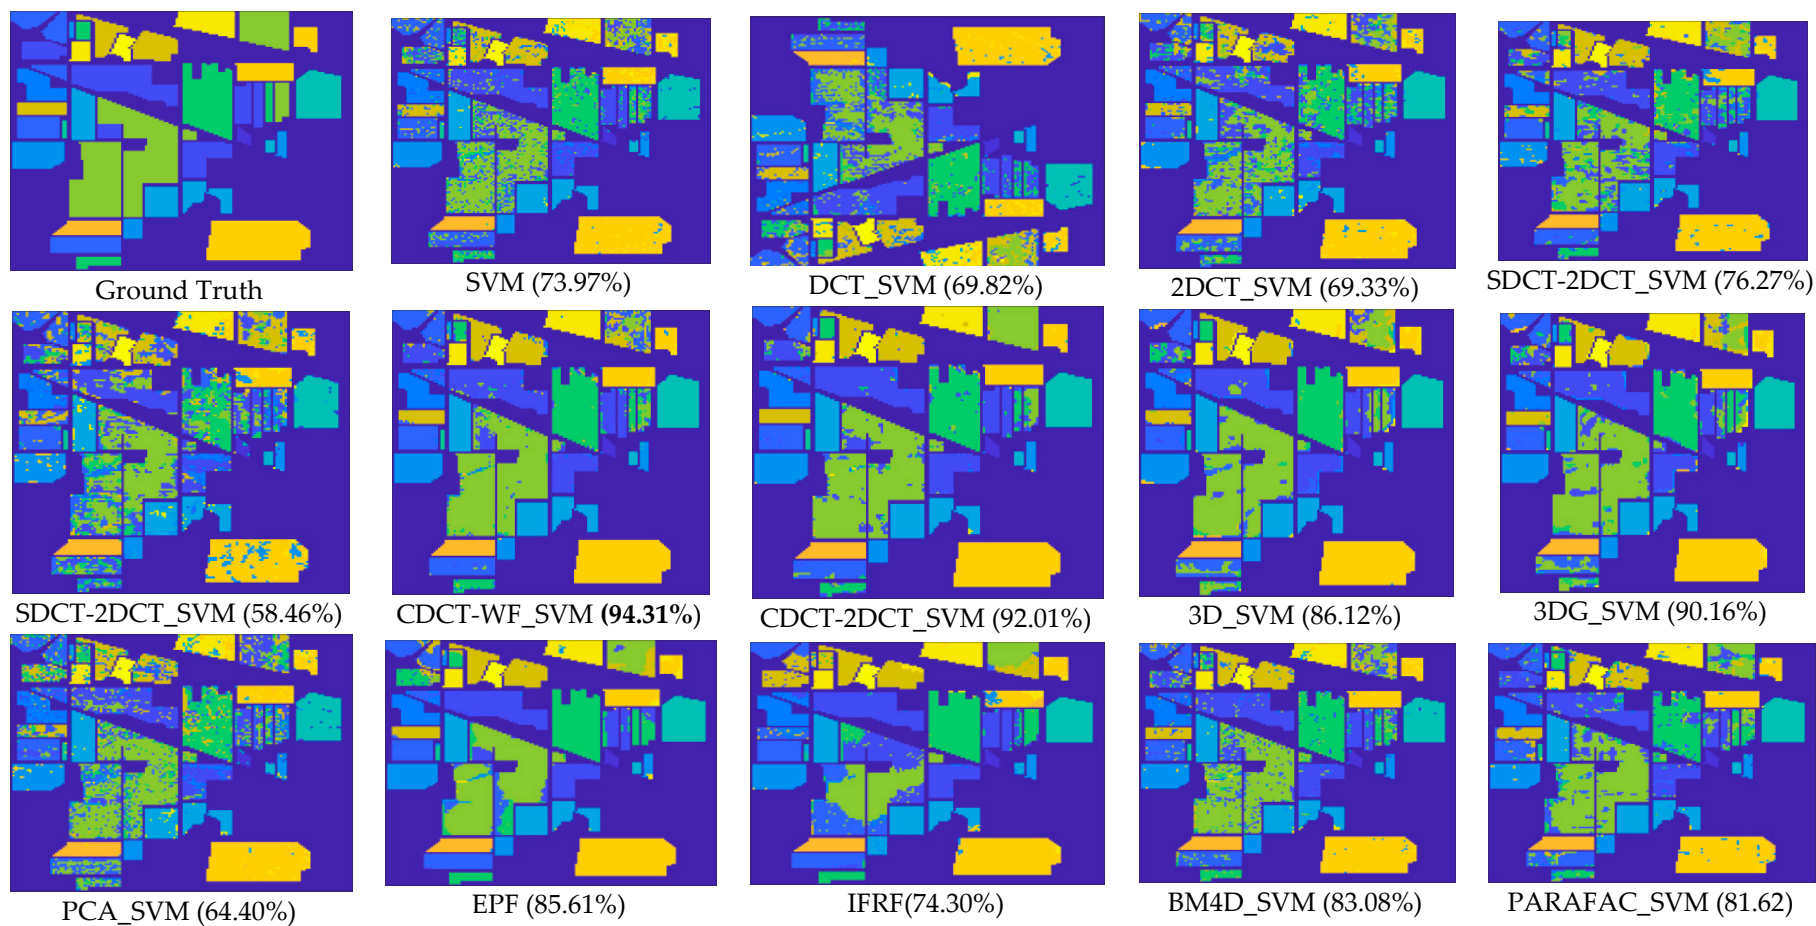 Ground Truth
SVM (73.97%)
DCT_SVM (69.82%)
2DCT_SVM (69.33%)
SDCT-2DCT_SVM (76.27%)
SDCT-2DCT_SVM (58.46%)
CDCT-WF_SVM (94.31%)
CDCT-2DCT_SVM (92.01%)
3D_SVM (86.12%)
3DG_SVM (90.16%)
PCA_SVM (64.40%)
EPF (85.61%)
IFRF(74.30%)
BM4D_SVM (83.08%)
PARAFAC_SVM (81.62)